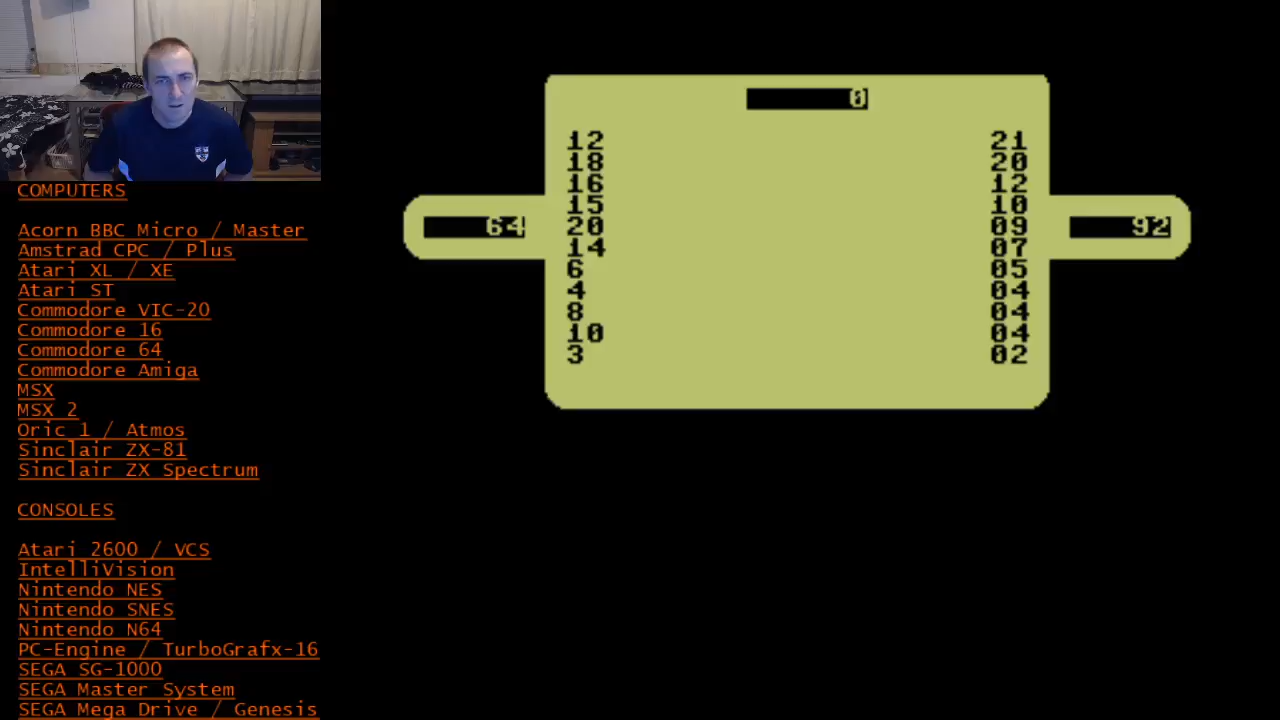 COMPUTERS
Acorn BBC Micro / Master
Amstrad CPC / Plus
Atari XL / XE
Atari ST
Commodore VIC-20
Commodore 16
Commodore 64
Commodore Amiga
MSX
MSX 2
Oric 1 / Atmos
Sinclair ZX-81
Sinclair ZX Spectrum
CONSOLES
Atari 2600 / VCS
IntelliVision
Nintendo NES
Nintendo SNES
Nintendo N64
PC-Engine / TurboGrafx-16
SEGA SG-1000
SEGA Master System
SEGA Mega Drive / Genesis
0
12 21
18 20
16 12
15 10
64 20 09 92
14 07
6 05
4 04
8 04
10 04
3 02